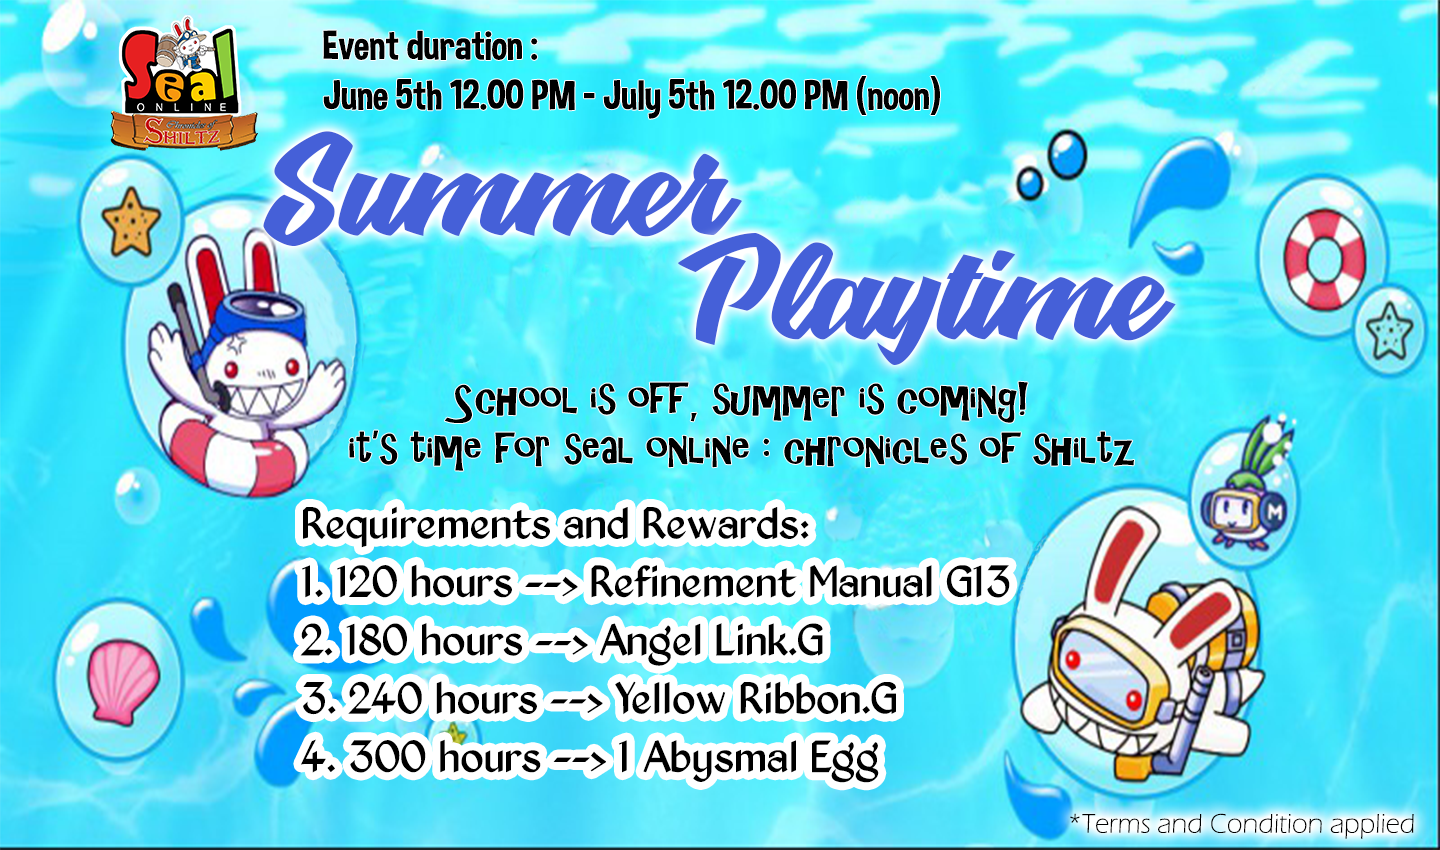 Seal
ONLINE
Chronicles of
SHILTZ
Event duration :
June 5th 12.00 PM - July 5th 12.00 PM (noon)
Summer
Playtime
School is off, summer is coming!
it's time for seal online : chronicles of shiltz
Requirements and Rewards:
1. 120 hours --> Refinement Manual G13
2. 180 hours --> Angel Link.G
3. 240 hours --> Yellow Ribbon.G
4. 300 hours --> 1 Abysmal Egg
M
*Terms and Condition applied